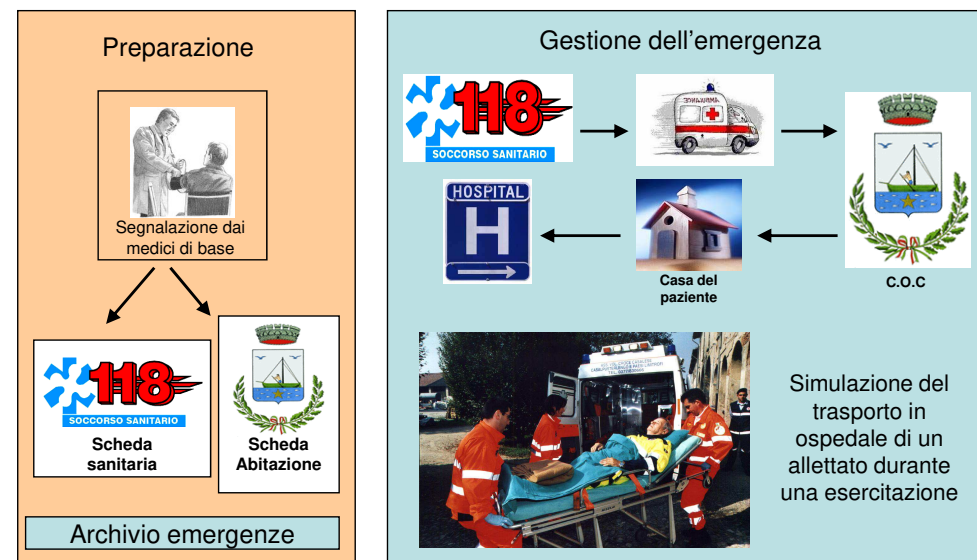 Preparazione
Segnalazione dai
medici di base
118
SOCCORSO SANITARIO
Scheda
sanitaria
Scheda
Abitazione
Archivio emergenze
Gestione dell'emergenza
118
SOCCORSO SANITARIO
AMBULANCE
HOSPITAL
H
Casa del
paziente
C.O.C
Simulazione del
trasporto in
ospedale di un
allettato durante
una esercitazione